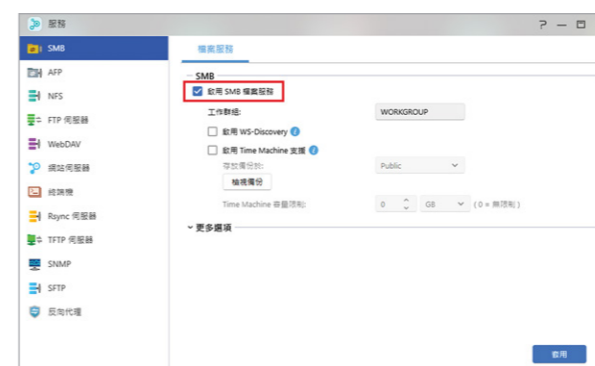 服務
SMB
AFP
NFS
FTP 伺服器
WebDAV
網站伺服器
終端機
Rsync 伺服器
TFTP 伺服器
SNMP
SFTP
反向代理
檔案服務
SMB
啟用 SMB 檔案服務
工作群組: WORKGROUP
啟用 WS-Discovery
啟用 Time Machine 支援
存放備份於: Public
檢視備份
Time Machine 容量限制: 0 GB ( 0 = 無限制 )
更多選項
套用